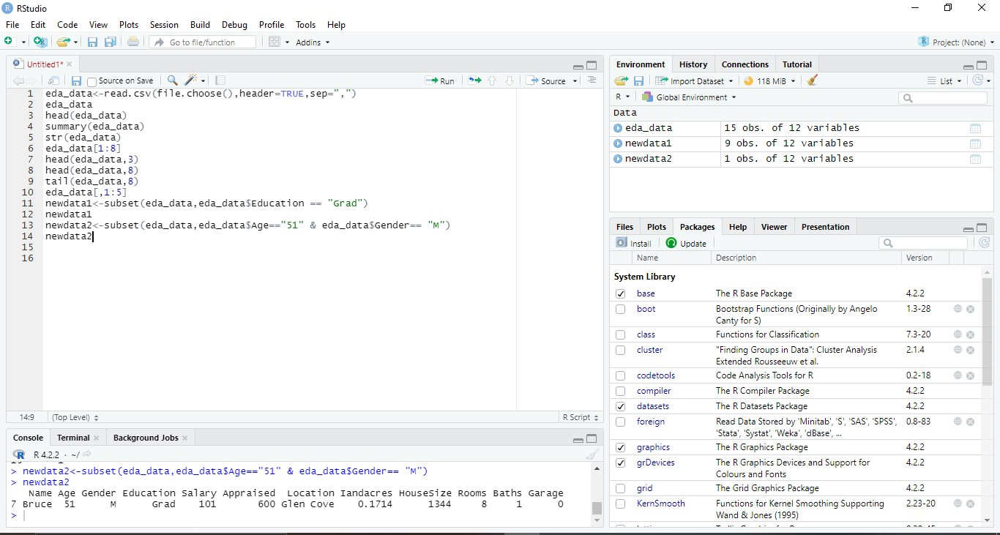 RStudio
File Edit Code View Plots Session Build Debug Profile Tools Help
Go to file/function Addins Project: (None)
Untitled1*
Source on Save Run Source
1 eda_data<-read.csv(file.choose(),header=TRUE,sep=",")
2 eda_data
3 head(eda_data)
4 summary(eda_data)
5 str(eda_data)
6 eda_data[1:8]
7 head(eda_data,3)
8 head(eda_data,8)
9 tail(eda_data,8)
10 eda_data[,1:5]
11 newdata1<-subset(eda_data,eda_data$Education == "Grad")
12 newdata1
13 newdata2<-subset(eda_data,eda_data$Age=="51" & eda_data$Gender== "M")
14 newdata2
15
16
14:9 (Top Level) R Script
Console Terminal Background Jobs
R 4.2.2 · ~/
> newdata2<-subset(eda_data,eda_data$Age=="51" & eda_data$Gender== "M")
> newdata2
Name Age Gender Education Salary Appraised Location Iandacres HouseSize Rooms Baths Garage
7 Bruce 51 M Grad 101 600 Glen Cove 0.1714 1344 8 1 0
>
Environment History Connections Tutorial
Import Dataset 118 MiB List
R Global Environment
Data
eda_data 15 obs. of 12 variables
newdata1 9 obs. of 12 variables
newdata2 1 obs. of 12 variables
Files Plots Packages Help Viewer Presentation
Install Update
Name Description Version
System Library
base The R Base Package 4.2.2
boot Bootstrap Functions (Originally by Angelo 1.3-28
Canty for S)
class Functions for Classification 7.3-20
cluster "Finding Groups in Data": Cluster Analysis 2.1.4
Extended Rousseeuw et al.
codetools Code Analysis Tools for R 0.2-18
compiler The R Compiler Package 4.2.2
datasets The R Datasets Package 4.2.2
foreign Read Data Stored by 'Minitab', 'S', 'SAS', 'SPSS', 0.8-83
'Stata', 'Systat', 'Weka', 'dBase', ...
graphics The R Graphics Package 4.2.2
grDevices The R Graphics Devices and Support for 4.2.2
Colours and Fonts
grid The Grid Graphics Package 4.2.2
KernSmooth Functions for Kernel Smoothing Supporting 2.23-20
Wand & Jones (1995)